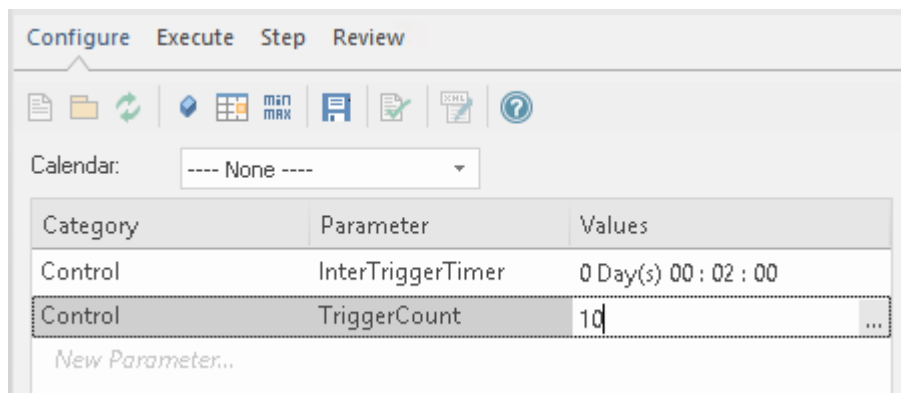 Configure Execute Step Review
min
max
XML
?
Calendar: ---- None ----
Category Parameter Values
Control InterTriggerTimer 0 Day(s) 00 : 02 : 00
Control TriggerCount 10 ...
New Parameter...